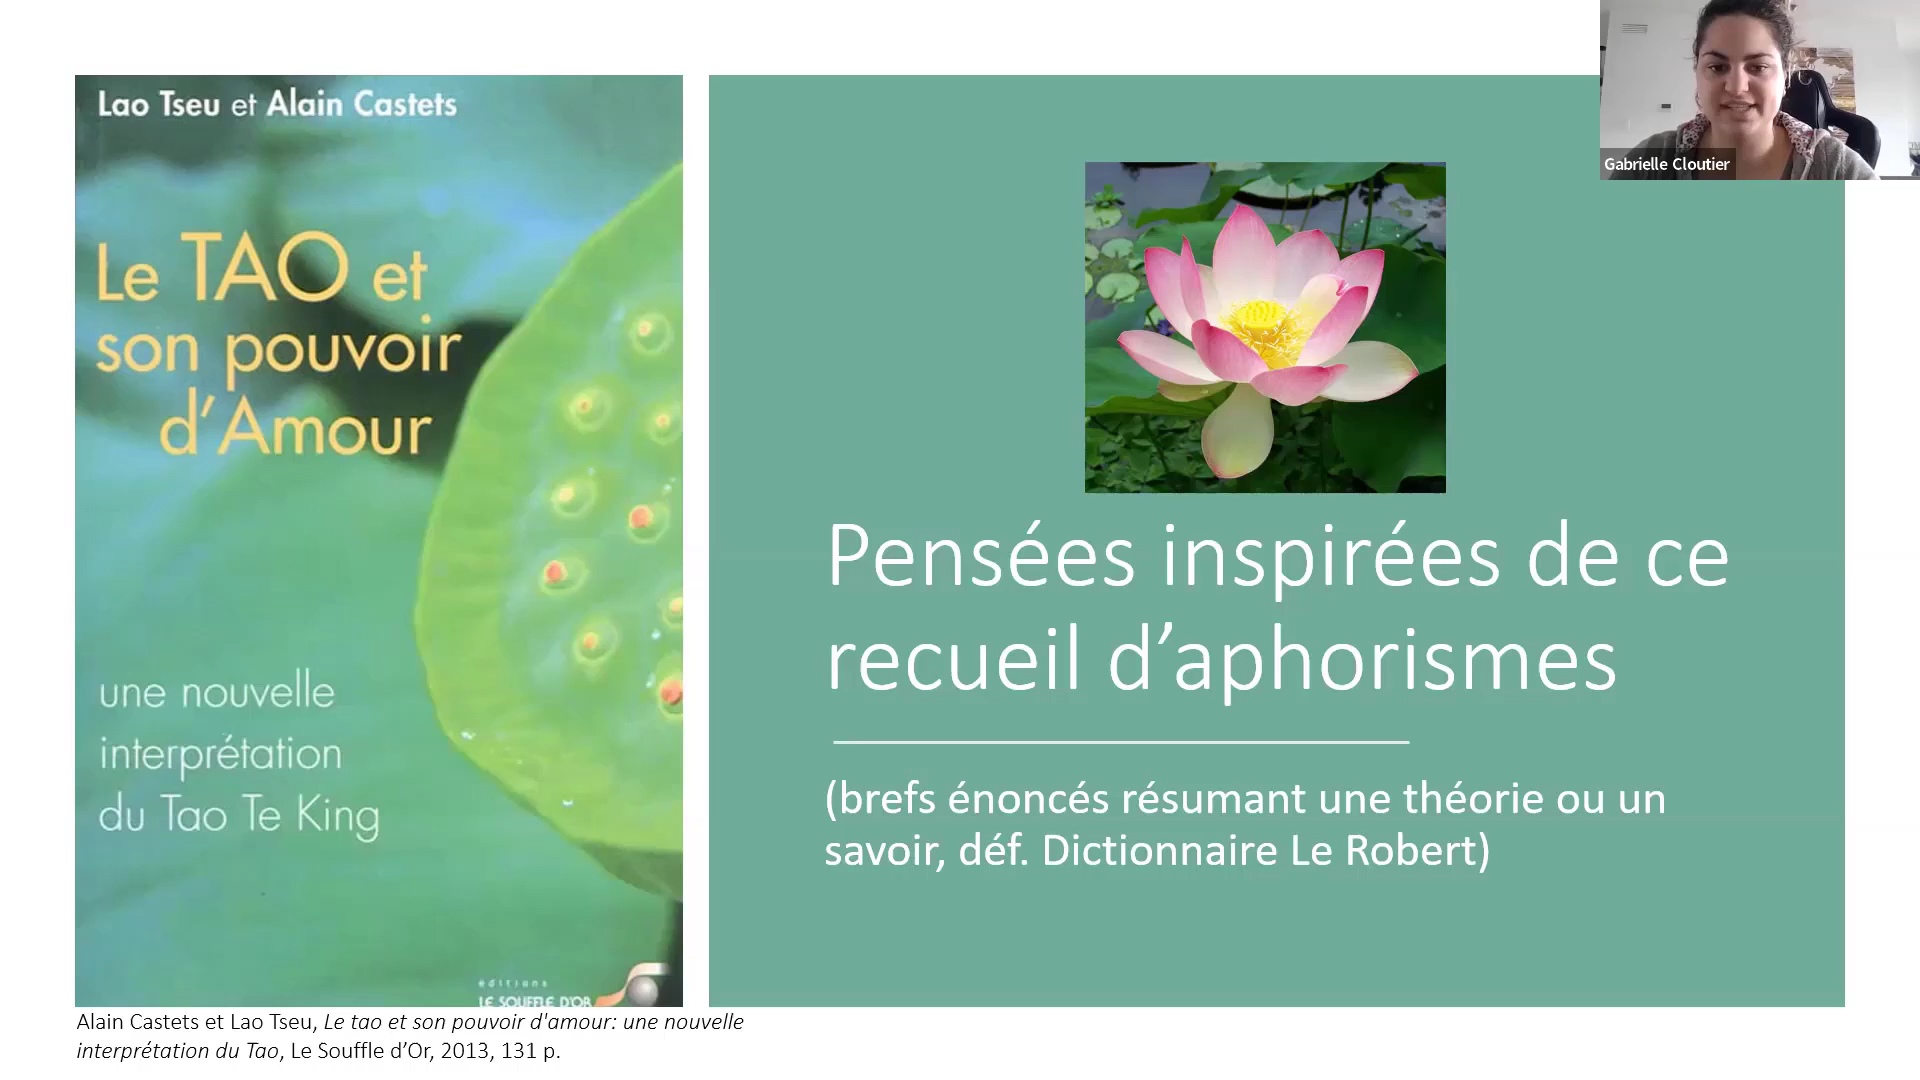 Lao Tseu et Alain Castets
Le TAO et
son pouvoir
d'Amour
une nouvelle
interprétation
du Tao Te King
éditions
LE SOUFFLE D'OR
Alain Castets et Lao Tseu, Le tao et son pouvoir d'amour: une nouvelle
interprétation du Tao, Le Souffle d’Or, 2013, 131 p.
Pensées inspirées de ce
recueil d’aphorismes
(brefs énoncés résumant une théorie ou un
savoir, déf. Dictionnaire Le Robert)
Gabrielle Cloutier